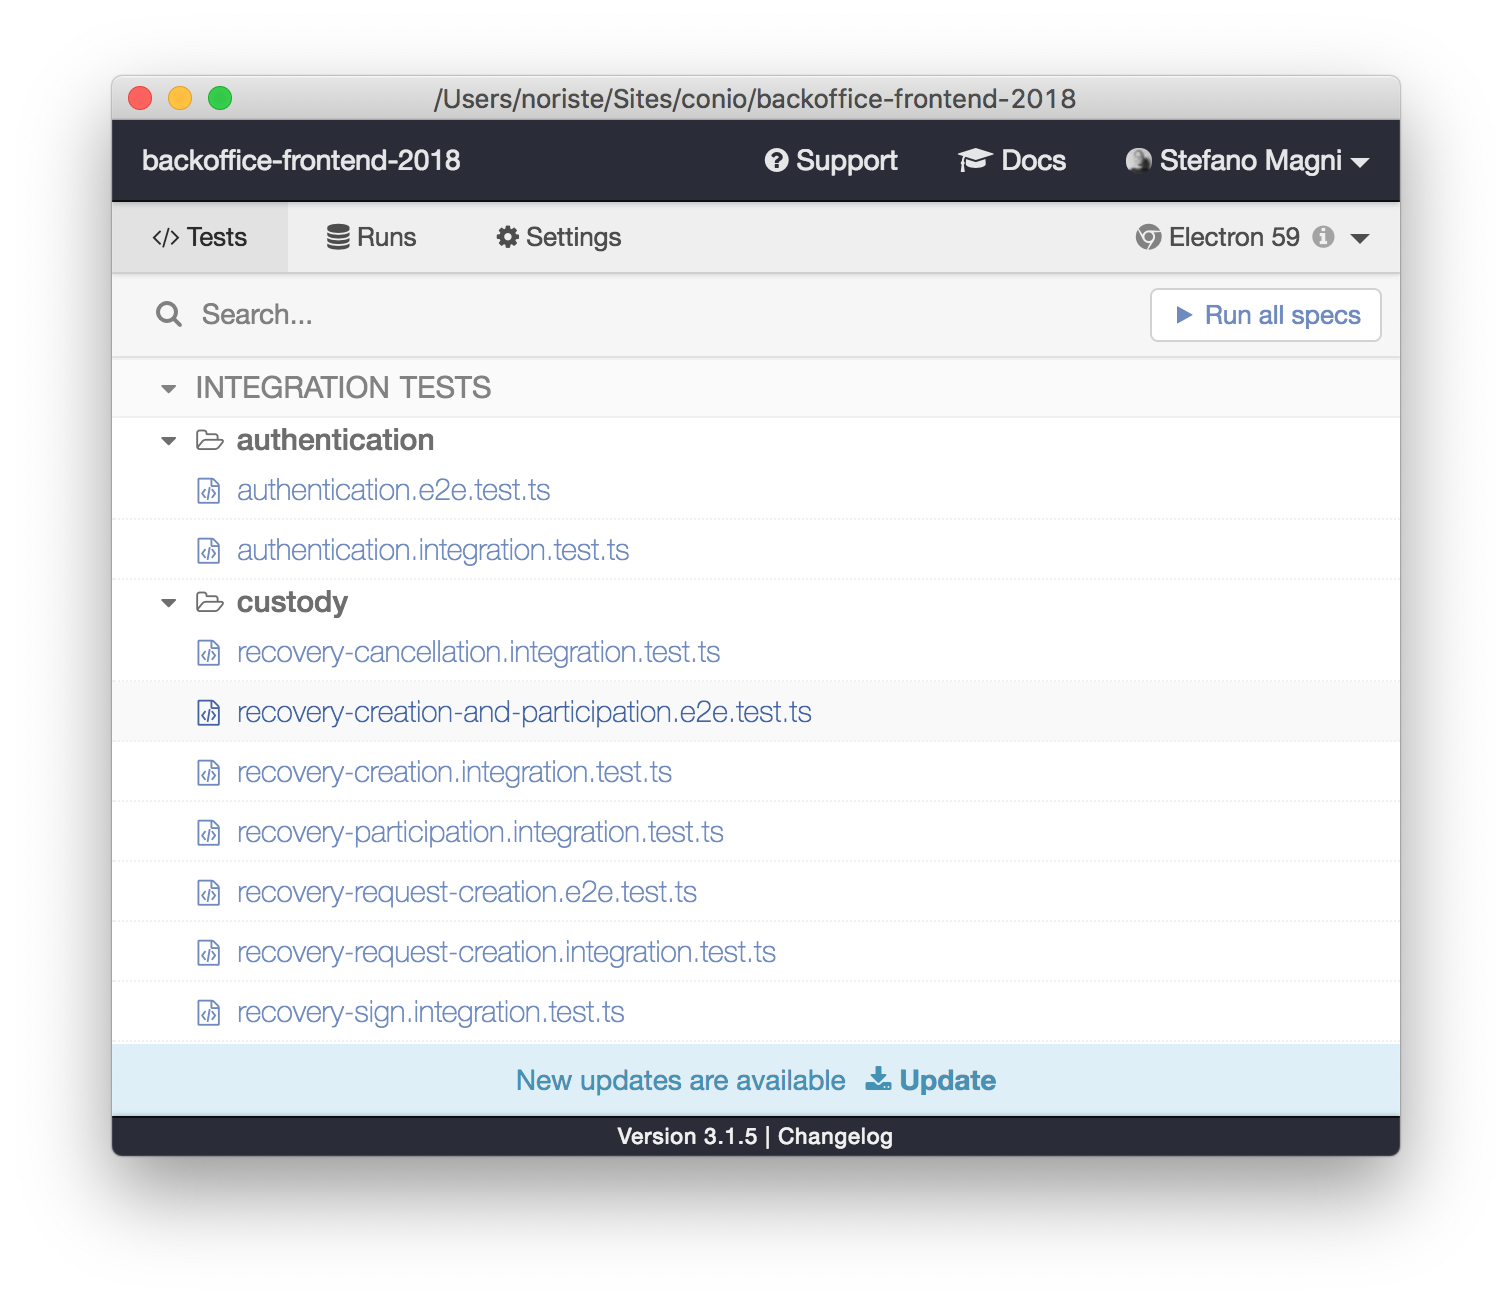 /Users/noriste/Sites/conio/backoffice-frontend-2018
backoffice-frontend-2018 Support Docs Stefano Magni
</> Tests Runs Settings Electron 59
Search... Run all specs
INTEGRATION TESTS
authentication
authentication.e2e.test.ts
authentication.integration.test.ts
custody
recovery-cancellation.integration.test.ts
recovery-creation-and-participation.e2e.test.ts
recovery-creation.integration.test.ts
recovery-participation.integration.test.ts
recovery-request-creation.e2e.test.ts
recovery-request-creation.integration.test.ts
recovery-sign.integration.test.ts
New updates are available Update
Version 3.1.5 | Changelog